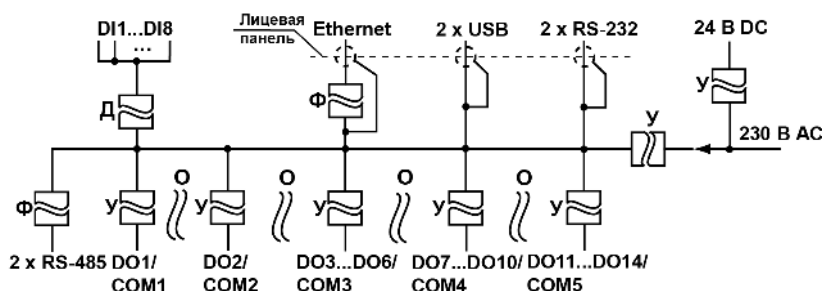 DI1...DI8
...
Лицевая
панель
Ethernet
2 x USB
2 x RS-232
24 В DC
У
Д
Ф
У
230 В AC
О
О
О
О
Ф
У
У
У
У
У
2 x RS-485
DO1/
COM1
DO2/
COM2
DO3...DO6/
COM3
DO7...DO10/
COM4
DO11...DO14/
COM5